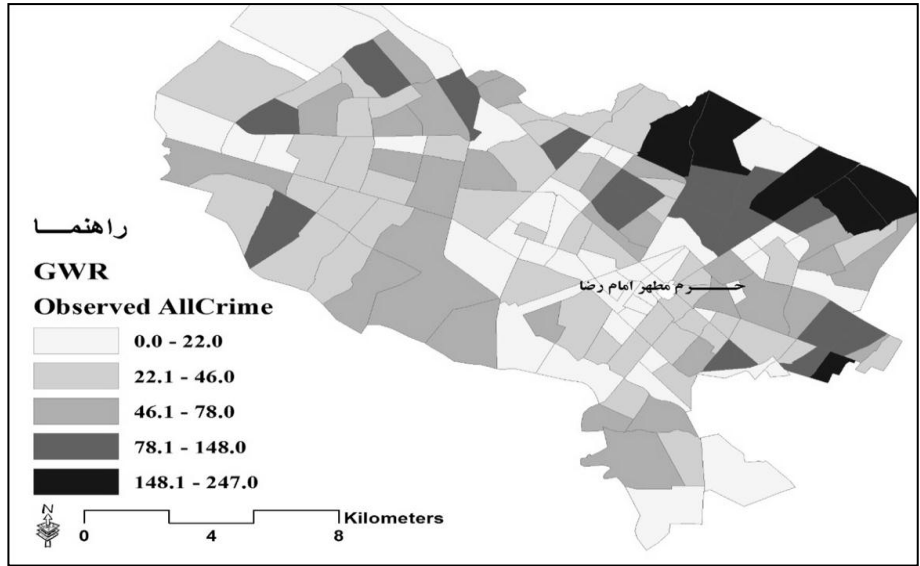 حرم مطهر امام رضا
راهنما
GWR
Observed AllCrime
0.0 - 22.0
22.1 - 46.0
46.1 - 78.0
78.1 - 148.0
148.1 - 247.0
N
Kilometers
0 4 8